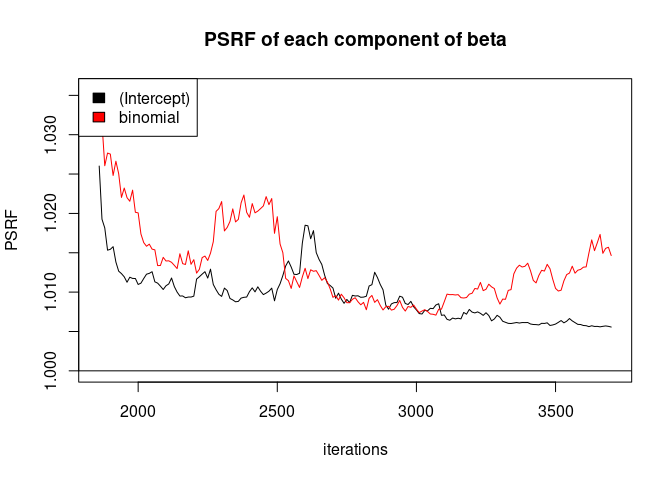 PSRF of each component of beta
(Intercept)
binomial
PSRF
1.030
1.020
1.010
1.000
2000 2500 3000 3500
iterations